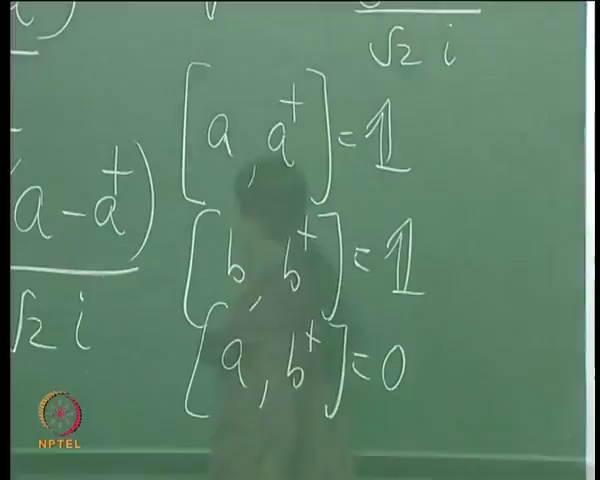 √2 i
[a, a†] = 𝟙
(a − a†)
[b, b†] = 𝟙
√2 i
[a, b†] = 0
NPTEL